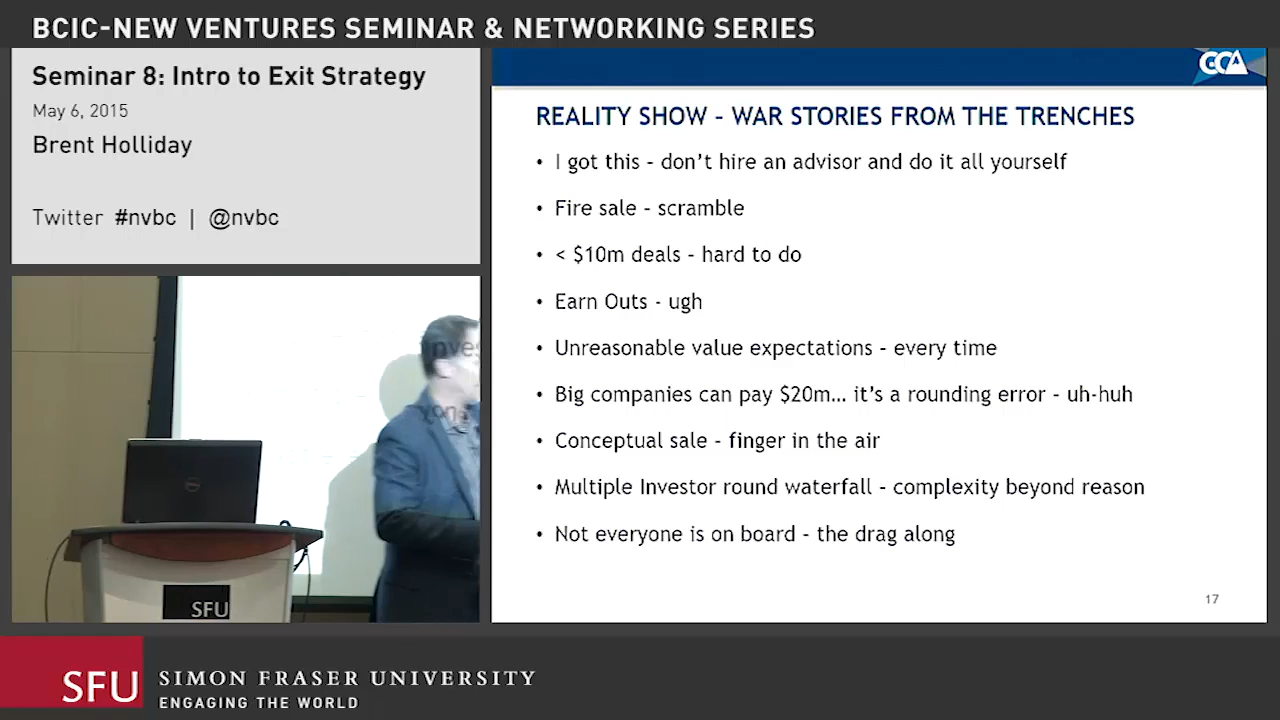 BCIC-NEW VENTURES SEMINAR & NETWORKING SERIES
Seminar 8: Intro to Exit Strategy
May 6, 2015
Brent Holliday
Twitter #nvbc | @nvbc
CCA
REALITY SHOW – WAR STORIES FROM THE TRENCHES
• I got this – don't hire an advisor and do it all yourself
• Fire sale – scramble
• < $10m deals – hard to do
• Earn Outs - ugh
• Unreasonable value expectations – every time
• Big companies can pay $20m… it's a rounding error – uh-huh
• Conceptual sale – finger in the air
• Multiple Investor round waterfall – complexity beyond reason
• Not everyone is on board – the drag along
17
SFU
SFU
SIMON FRASER UNIVERSITY
ENGAGING THE WORLD